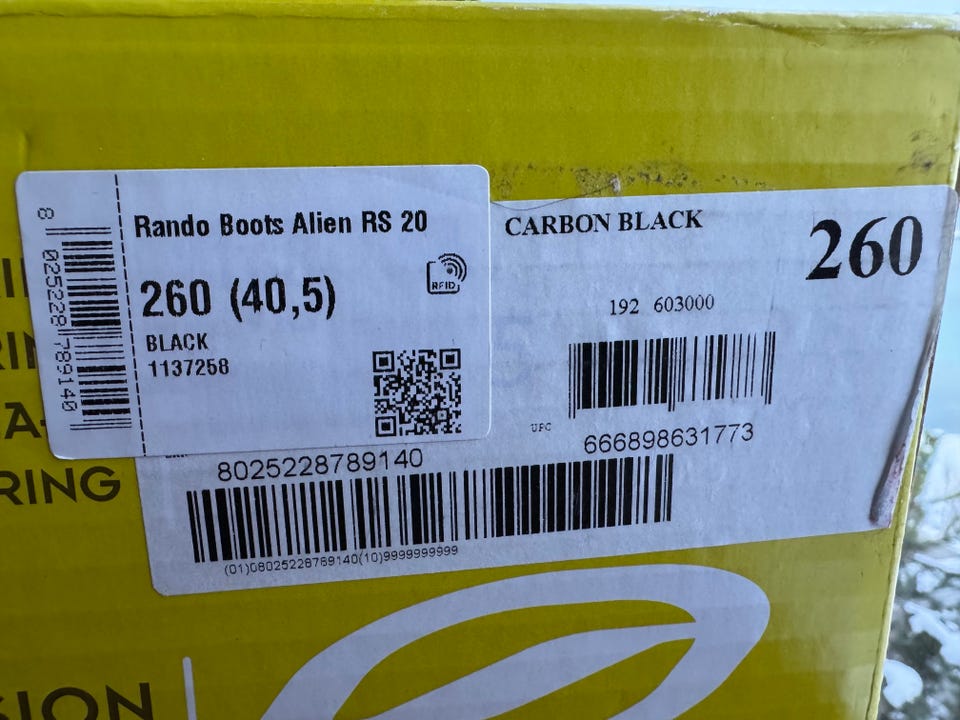 8 025228 789140
Rando Boots Alien RS 20
260 (40,5)
RFID
BLACK
1137258
CARBON BLACK
260
192 603000
UPC
666898631773
8025228789140
(01)08025228789140(10)9999999999
RING
SION